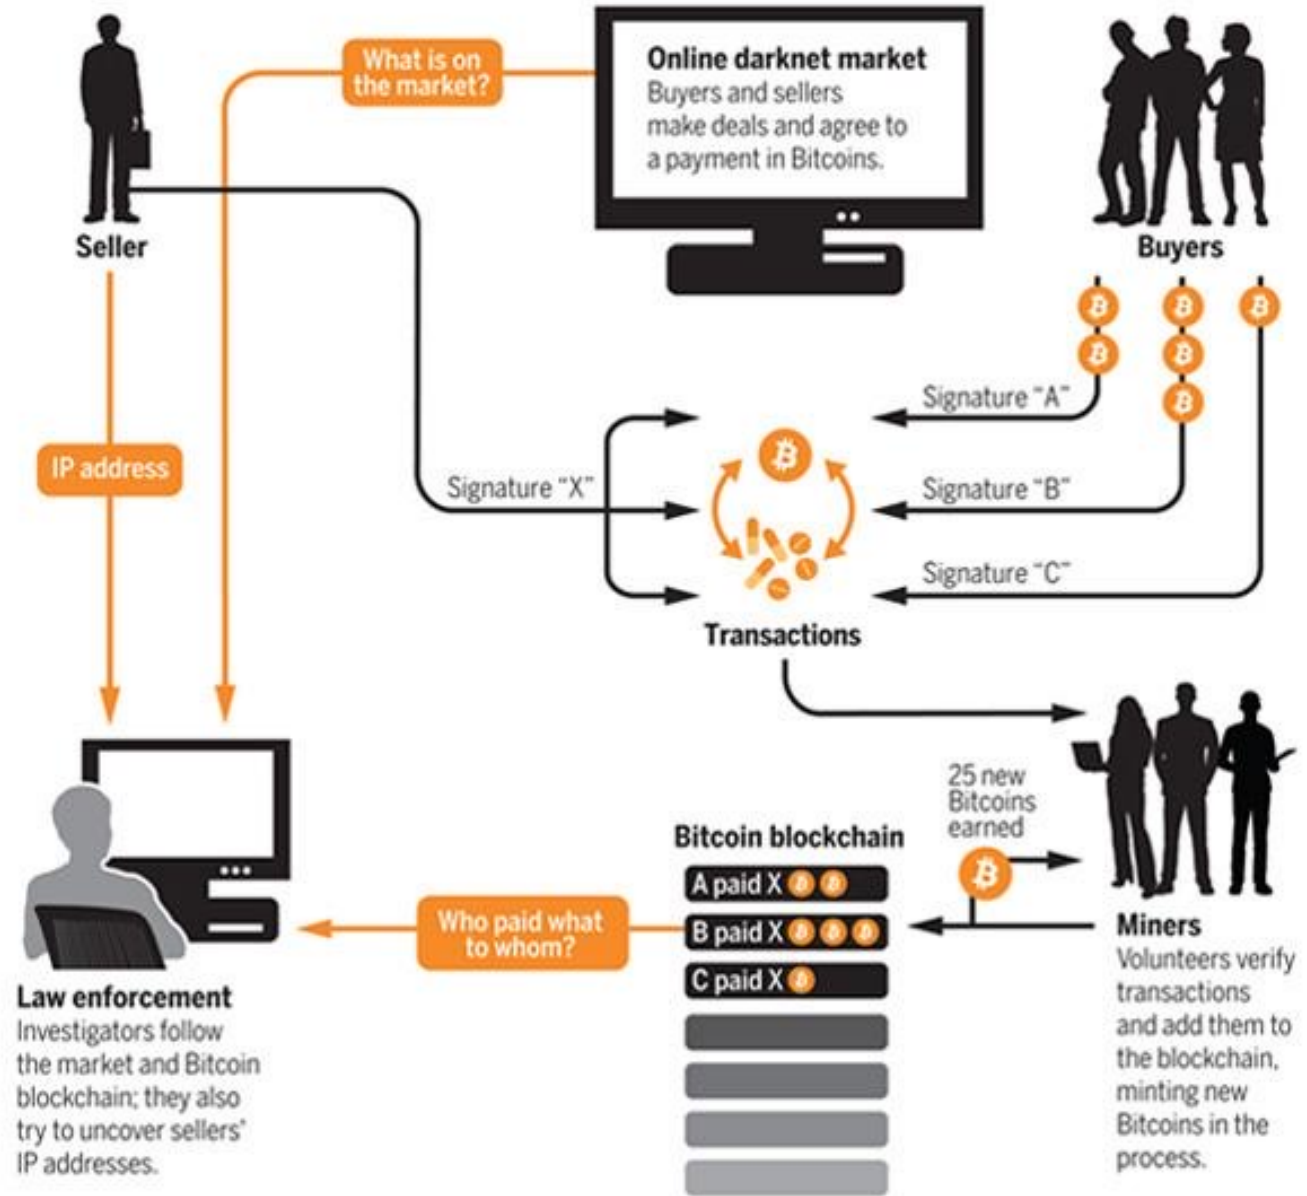 What is on
the market?
Online darknet market
Buyers and sellers
make deals and agree to
a payment in Bitcoins.
Seller
Buyers
IP address
Signature “X”
Signature “A”
Signature “B”
Signature “C”
Transactions
25 new
Bitcoins
earned
Bitcoin blockchain
A paid X
B paid X
C paid X
Who paid what
to whom?
Miners
Volunteers verify
transactions
and add them to
the blockchain,
minting new
Bitcoins in the
process.
Law enforcement
Investigators follow
the market and Bitcoin
blockchain; they also
try to uncover sellers’
IP addresses.